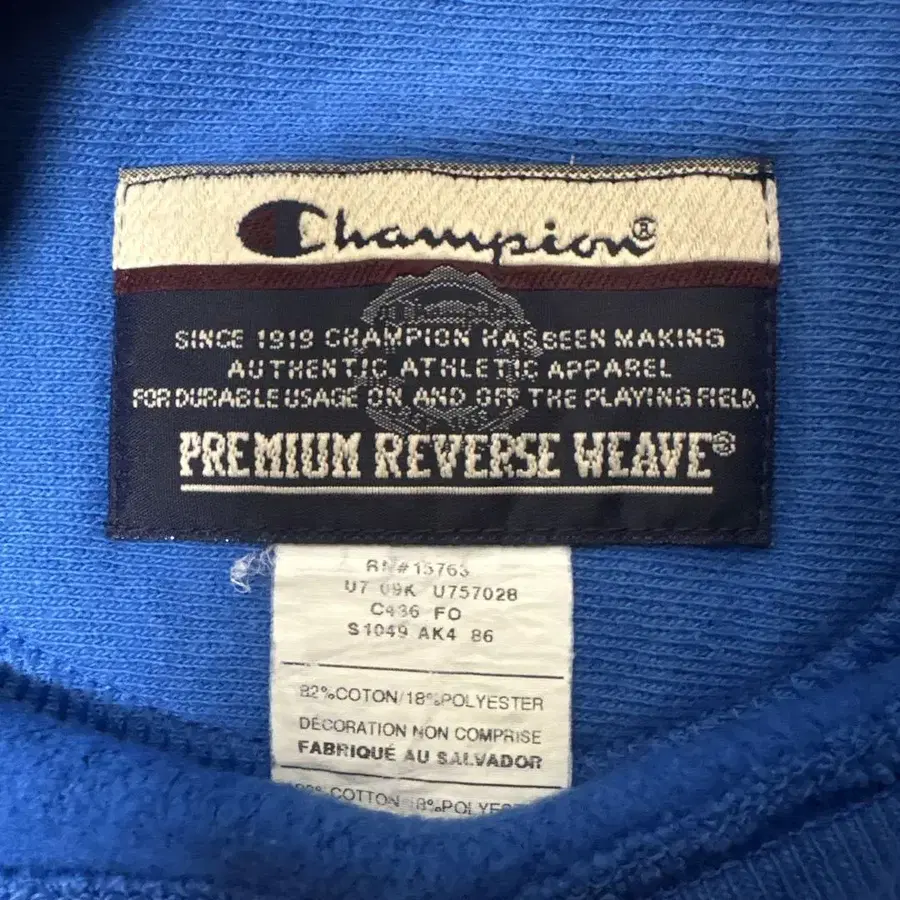 Champion®
SINCE 1919 CHAMPION HAS BEEN MAKING
AUTHENTIC ATHLETIC APPAREL
FOR DURABLE USAGE ON AND OFF THE PLAYING FIELD.
PREMIUM REVERSE WEAVE®
RN#15763
U7 09K U757028
C436 FO
S1049 AK4 86
82%COTON/18%POLYESTER
DÉCORATION NON COMPRISE
FABRIQUÉ AU SALVADOR
COTTON